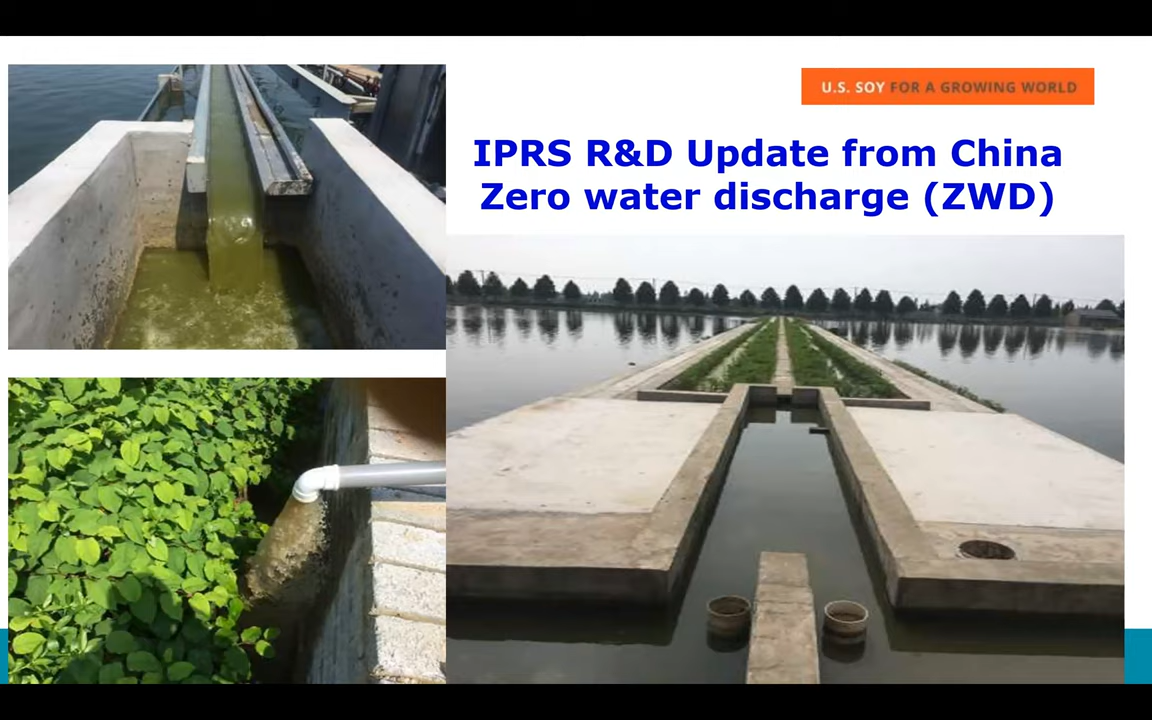 U.S. SOY FOR A GROWING WORLD
IPRS R&D Update from China
Zero water discharge (ZWD)